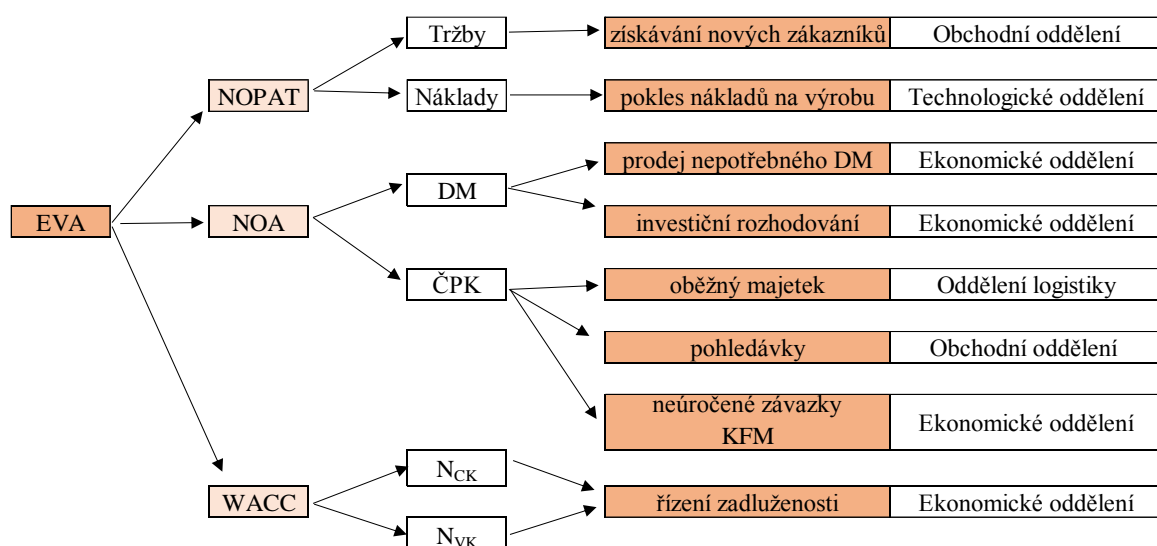 Tržby
získávání nových zákazníků
Obchodní oddělení
NOPAT
Náklady
pokles nákladů na výrobu
Technologické oddělení
prodej nepotřebného DM
Ekonomické oddělení
DM
EVA
NOA
investiční rozhodování
Ekonomické oddělení
ČPK
oběžný majetek
Oddělení logistiky
pohledávky
Obchodní oddělení
neúročené závazky
KFM
Ekonomické oddělení
N_CK
WACC
řízení zadluženosti
Ekonomické oddělení
N_VK